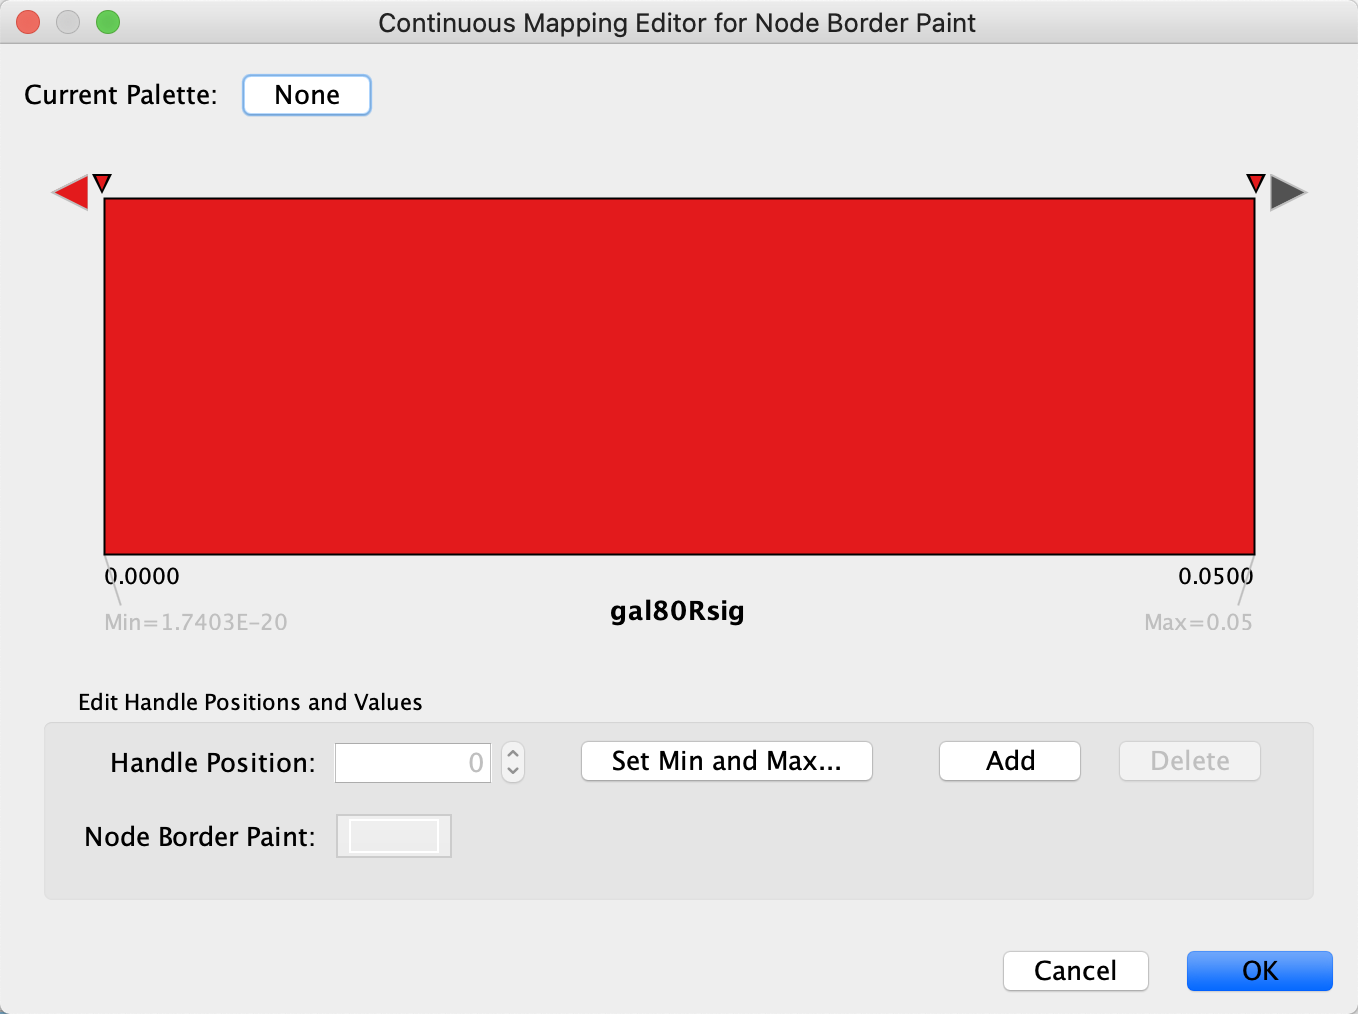 Continuous Mapping Editor for Node Border Paint
Current Palette: None
0.0000 0.0500
Min=1.7403E-20 gal80Rsig Max=0.05
Edit Handle Positions and Values
Handle Position: 0 Set Min and Max... Add Delete
Node Border Paint:
Cancel OK